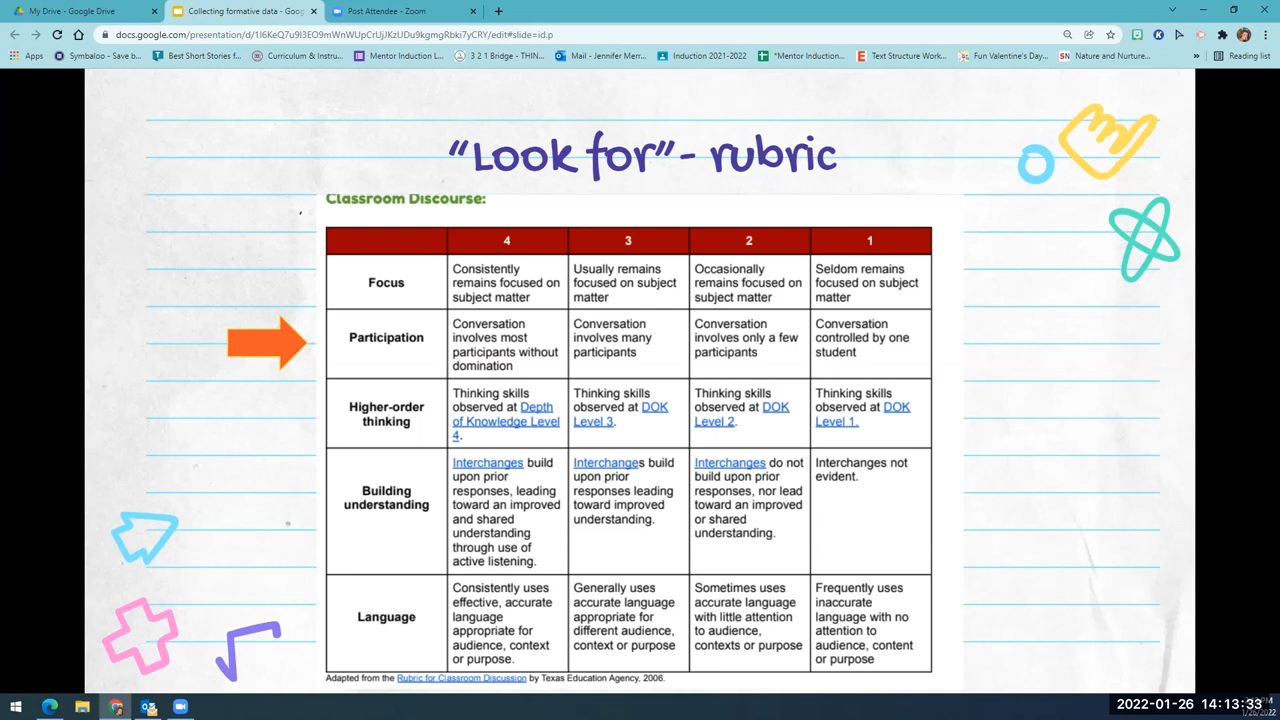 My Drive - Google Drive
Collecting formative data - Goog
Post Attendee - Zoom
docs.google.com/presentation/d/1I6KeQ7u9I3EO9mWnWUpCrUjJKzUDu9kgmgRbki7yCRY/edit#slide=id.p
Apps
Symbaloo - Save b...
Best Short Stories f...
Curriculum & Instru...
Mentor Induction L...
3 2 1 Bridge - THIN...
Mail - Jennifer Merr...
Induction 2021-2022
*Mentor Induction...
Text Structure Work...
Fun Valentine's Day...
Nature and Nurture...
»
Reading list
"Look for"- rubric
Classroom Discourse:
4 3 2 1
Focus
Consistently
remains focused on
subject matter
Usually remains
focused on subject
matter
Occasionally
remains focused on
subject matter
Seldom remains
focused on subject
matter
Participation
Conversation
involves most
participants without
domination
Conversation
involves many
participants
Conversation
involves only a few
participants
Conversation
controlled by one
student
Higher-order
thinking
Thinking skills
observed at Depth
of Knowledge Level
4.
Thinking skills
observed at DOK
Level 3.
Thinking skills
observed at DOK
Level 2.
Thinking skills
observed at DOK
Level 1.
Building
understanding
Interchanges build
upon prior
responses, leading
toward an improved
and shared
understanding
through use of
active listening.
Interchanges build
upon prior
responses leading
toward improved
understanding.
Interchanges do not
build upon prior
responses, nor lead
toward an improved
or shared
understanding.
Interchanges not
evident.
Language
Consistently uses
effective, accurate
language
appropriate for
audience, context
or purpose.
Generally uses
accurate language
appropriate for
different audience,
context or purpose
Sometimes uses
accurate language
with little attention
to audience,
contexts or purpose
Frequently uses
inaccurate
language with no
attention to
audience, content
or purpose
Adapted from the Rubric for Classroom Discussion by Texas Education Agency, 2006.
2022-01-26 14:13:33